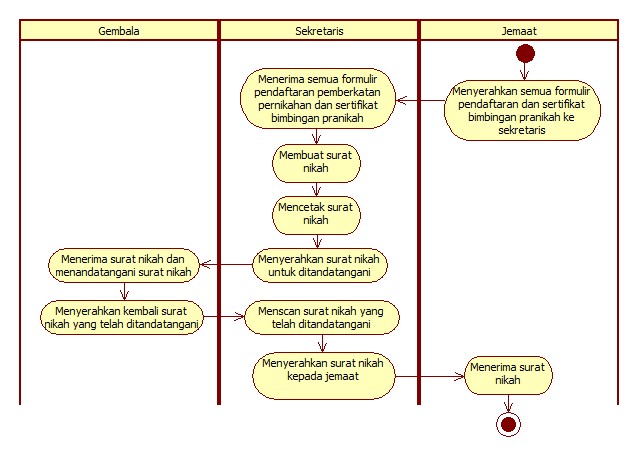 Gembala
Sekretaris
Jemaat
Menyerahkan semua formulir
pendaftaran dan sertifikat
bimbingan pranikah ke
sekretaris
Menerima semua formulir
pendaftaran pemberkatan
pernikahan dan sertifikat
bimbingan pranikah
Membuat surat
nikah
Mencetak surat
nikah
Menyerahkan surat nikah
untuk ditandatangani
Menerima surat nikah dan
menandatangani surat nikah
Menyerahkan kembali surat
nikah yang telah ditandatangani
Menscan surat nikah yang
telah ditandatangani
Menyerahkan surat nikah
kepada jemaat
Menerima surat
nikah